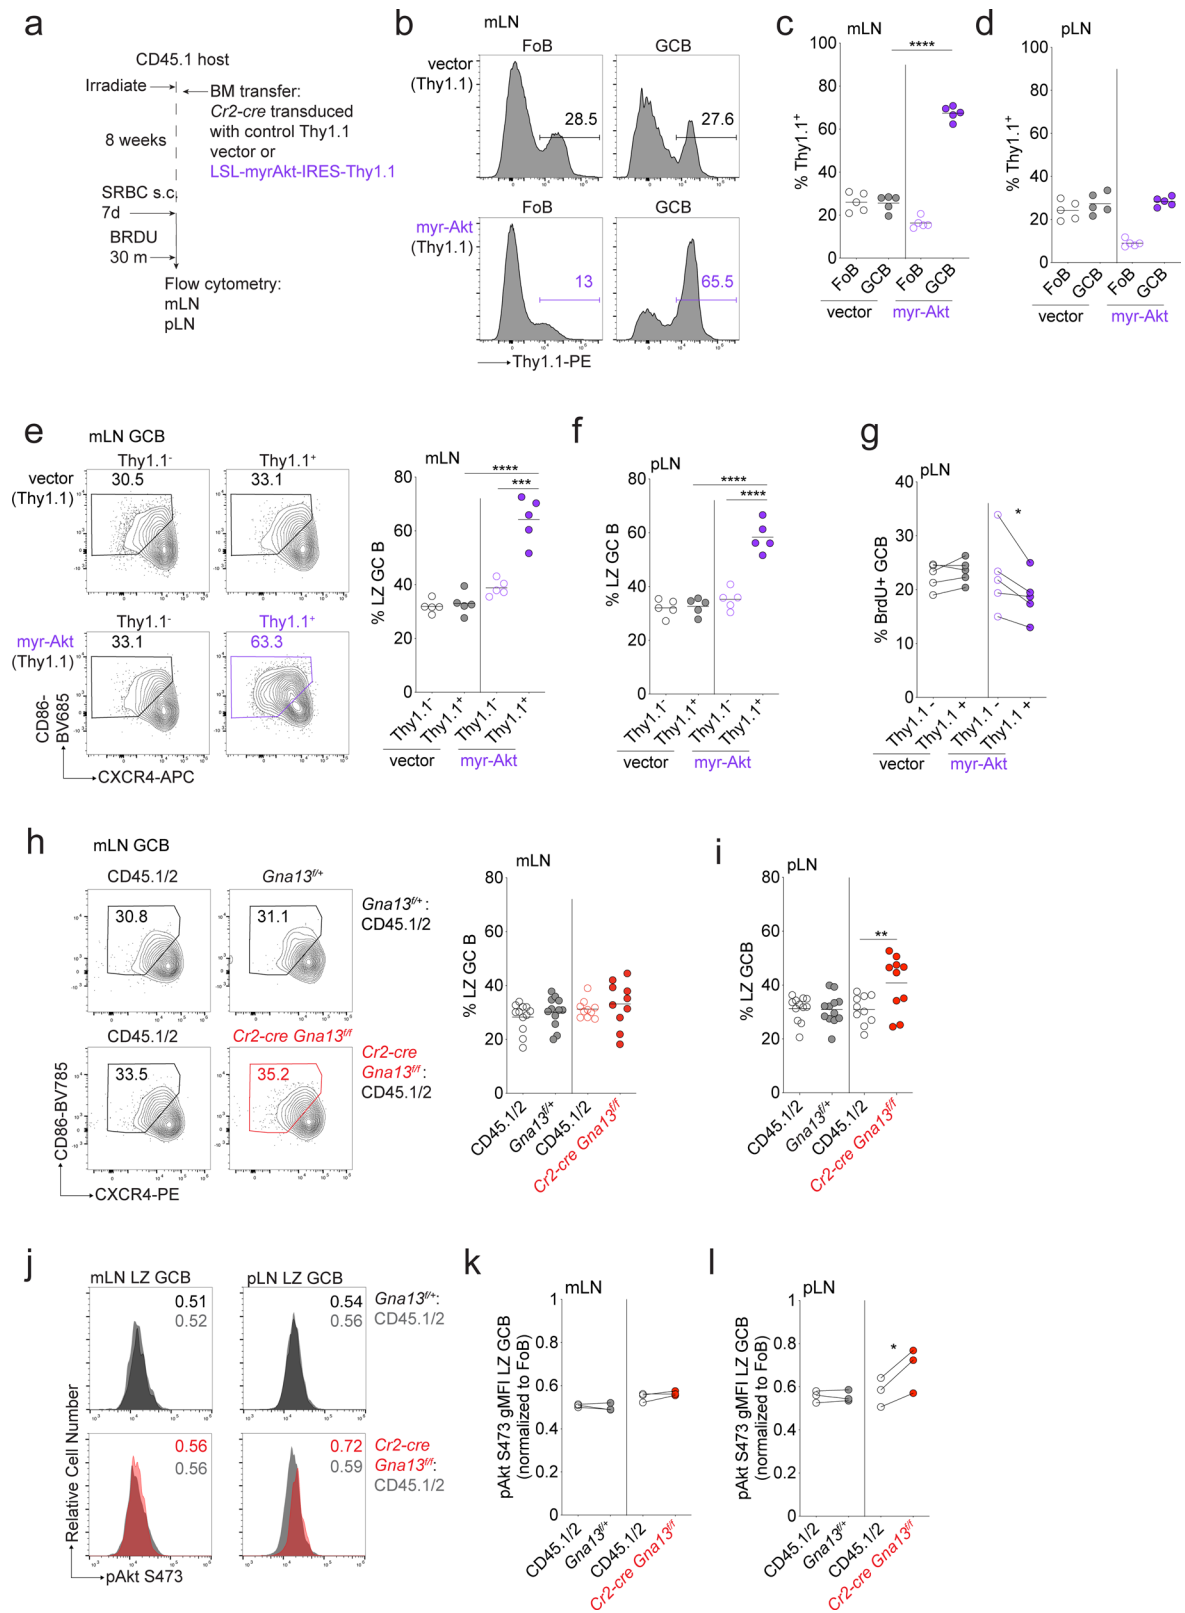 a
CD45.1 host
Irradiate
BM transfer:
Cr2-cre transduced
with control Thy1.1
vector or
LSL-myrAkt-IRES-Thy1.1
8 weeks
SRBC s.c.
7d
BRDU
30 m
Flow cytometry:
mLN
pLN
b
mLN
FoB
GCB
vector
(Thy1.1)
28.5
27.6
FoB
GCB
myr-Akt
(Thy1.1)
13
65.5
Thy1.1-PE
c
mLN
****
% Thy1.1+
100
80
60
40
20
0
FoB
GCB
FoB
GCB
vector
myr-Akt
d
pLN
% Thy1.1+
100
80
60
40
20
0
FoB
GCB
FoB
GCB
vector
myr-Akt
e
mLN GCB
Thy1.1-
Thy1.1+
vector
(Thy1.1)
30.5
33.1
Thy1.1-
Thy1.1+
myr-Akt
(Thy1.1)
33.1
63.3
CD86-
BV685
CXCR4-APC
mLN
****
***
% LZ GC B
80
60
40
20
0
Thy1.1-
Thy1.1+
Thy1.1-
Thy1.1+
vector
myr-Akt
f
pLN
****
****
% LZ GC B
80
60
40
20
0
Thy1.1-
Thy1.1+
Thy1.1-
Thy1.1+
vector
myr-Akt
g
pLN
*
% BrdU+ GCB
40
30
20
10
0
Thy1.1 -
Thy1.1 +
Thy1.1 -
Thy1.1 +
vector
myr-Akt
h
mLN GCB
CD45.1/2
Gna13f/+
30.8
31.1
Gna13f/+:
CD45.1/2
CD45.1/2
Cr2-cre Gna13f/f
33.5
35.2
Cr2-cre
Gna13f/f:
CD45.1/2
CD86-BV785
CXCR4-PE
mLN
% LZ GC B
80
60
40
20
0
CD45.1/2
Gna13f/+
CD45.1/2
Cr2-cre Gna13f/f
i
pLN
**
% LZ GCB
80
60
40
20
0
CD45.1/2
Gna13f/+
CD45.1/2
Cr2-cre Gna13f/f
j
mLN LZ GCB
pLN LZ GCB
0.51
0.52
0.54
0.56
Gna13f/+:
CD45.1/2
0.56
0.56
0.72
0.59
Cr2-cre
Gna13f/f:
CD45.1/2
Relative Cell Number
pAkt S473
k
mLN
pAkt S473 gMFI LZ GCB
(normalized to FoB)
1
0.8
0.6
0.4
0.2
0
CD45.1/2
Gna13f/+
CD45.1/2
Cr2-cre Gna13f/f
l
pLN
*
pAkt S473 gMFI LZ GCB
(normalized to FoB)
1
0.8
0.6
0.4
0.2
0
CD45.1/2
Gna13f/+
CD45.1/2
Cr2-cre Gna13f/f